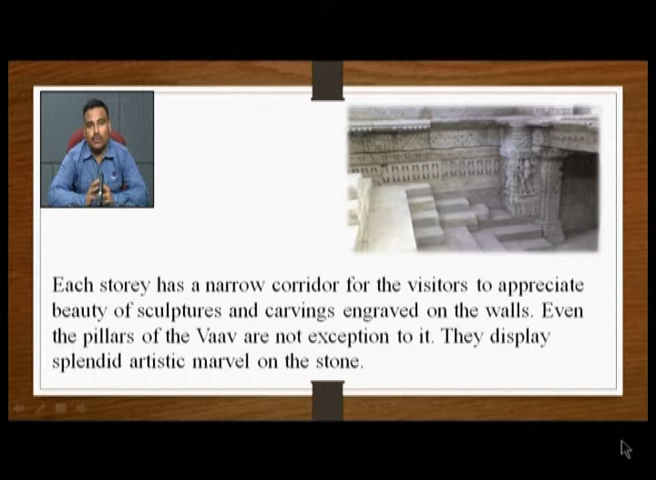 Each storey has a narrow corridor for the visitors to appreciate
beauty of sculptures and carvings engraved on the walls. Even
the pillars of the Vaav are not exception to it. They display
splendid artistic marvel on the stone.